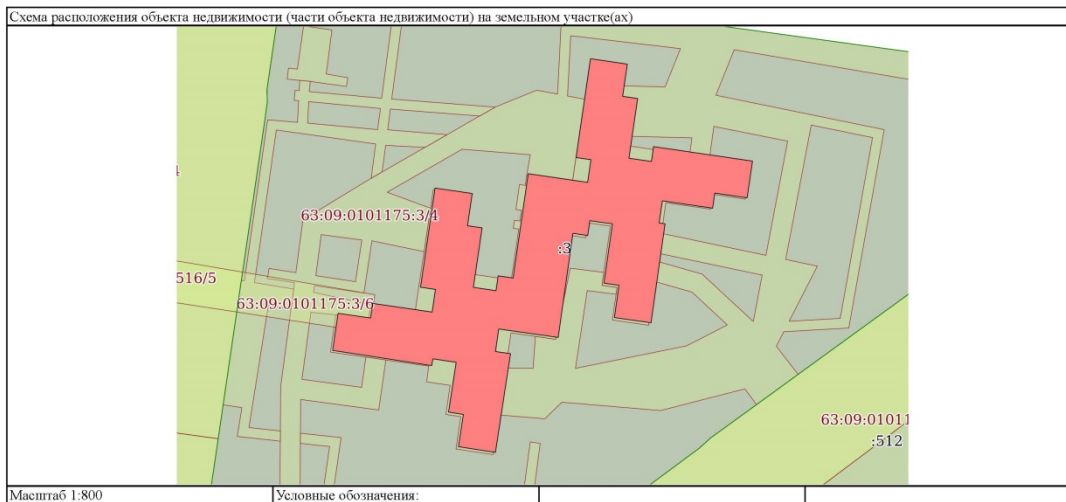 Схема расположения объекта недвижимости (части объекта недвижимости) на земельном участке(ах)
63:09:0101175:3/4
:3
516/5
63:09:0101175:3/6
63:09:01011
:512
Масштаб 1:800
Условные обозначения: